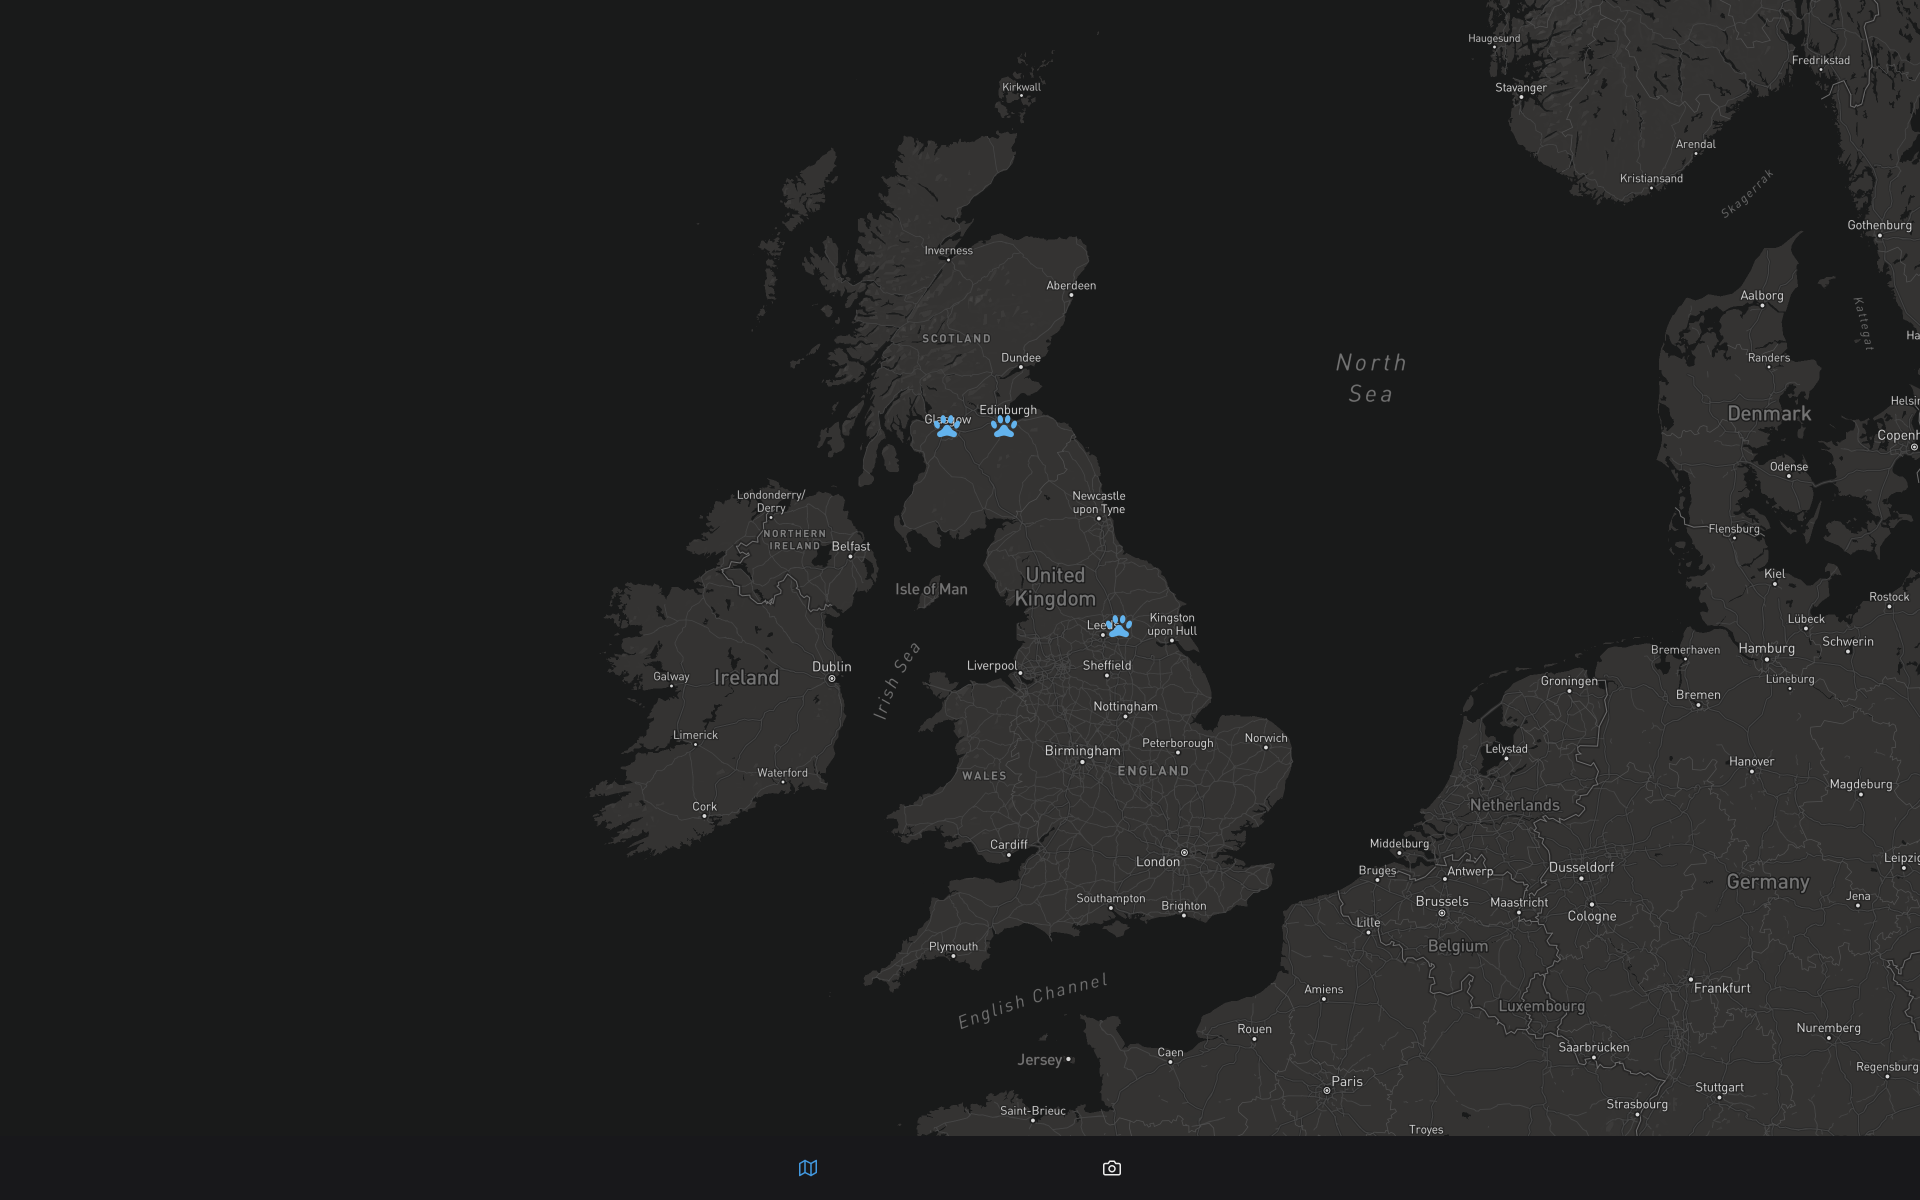 Haugesund
Fredrikstad
Kirkwall
Stavanger
Arendal
Kristiansand
Skagerrak
Gothenburg
Inverness
Aberdeen
Aalborg
Kattegat
SCOTLAND
Ha
Dundee
Randers
North
Sea
Helsin
Edinburgh
Denmark
Glasgow
Copenh
Odense
Londonderry/
Derry
Newcastle
upon Tyne
NORTHERN
IRELAND
Belfast
Flensburg
United
Kingdom
Kiel
Isle of Man
Rostock
Kingston
upon Hull
Leeds
Lübeck
Schwerin
Irish Sea
Liverpool
Sheffield
Dublin
Bremerhaven
Hamburg
Galway
Ireland
Groningen
Lüneburg
Bremen
Nottingham
Limerick
Norwich
Peterborough
Birmingham
Lelystad
Hanover
WALES
ENGLAND
Waterford
Magdeburg
Cork
Netherlands
Cardiff
Middelburg
London
Leipzig
Bruges
Antwerp
Dusseldorf
Germany
Southampton
Brighton
Brussels
Maastricht
Jena
Cologne
Lille
Plymouth
Belgium
English Channel
Amiens
Frankfurt
Luxembourg
Rouen
Nuremberg
Caen
Saarbrücken
Jersey
Regensburg
Paris
Stuttgart
Saint-Brieuc
Strasbourg
Troyes